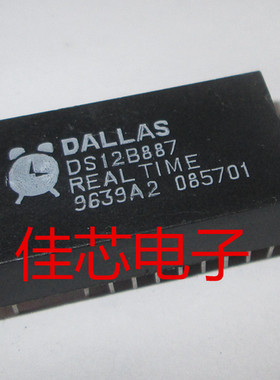 DALLAS
DS12B887
REAL TIME
9639A2 085701
佳芯电子